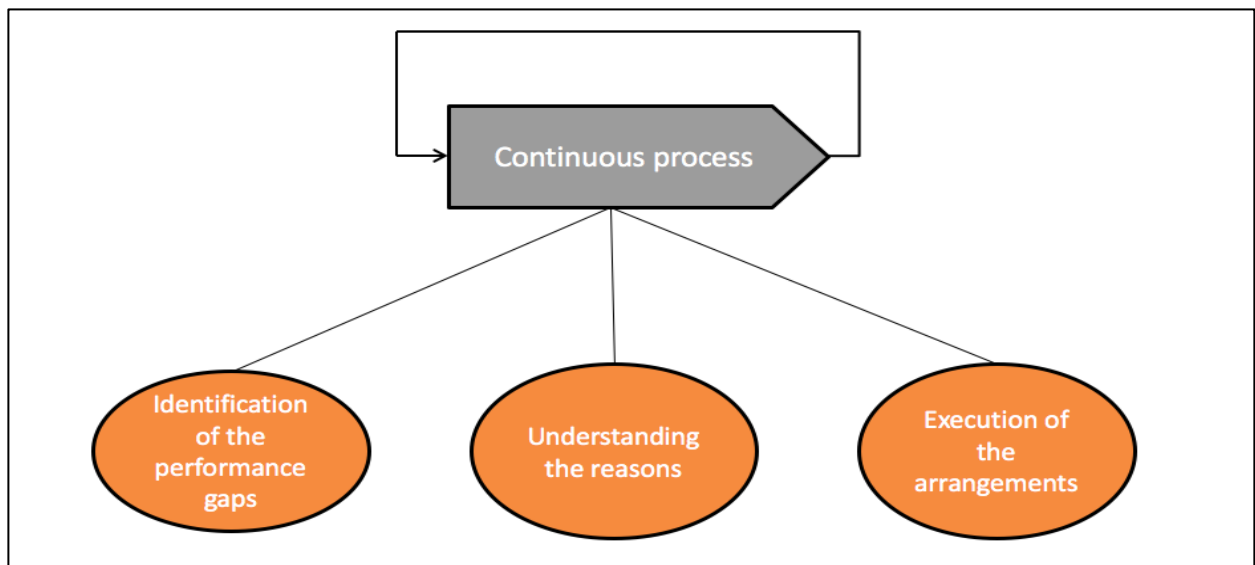 Continuous process
Identification
of the
performance
gaps
Understanding
the reasons
Execution of
the
arrangements